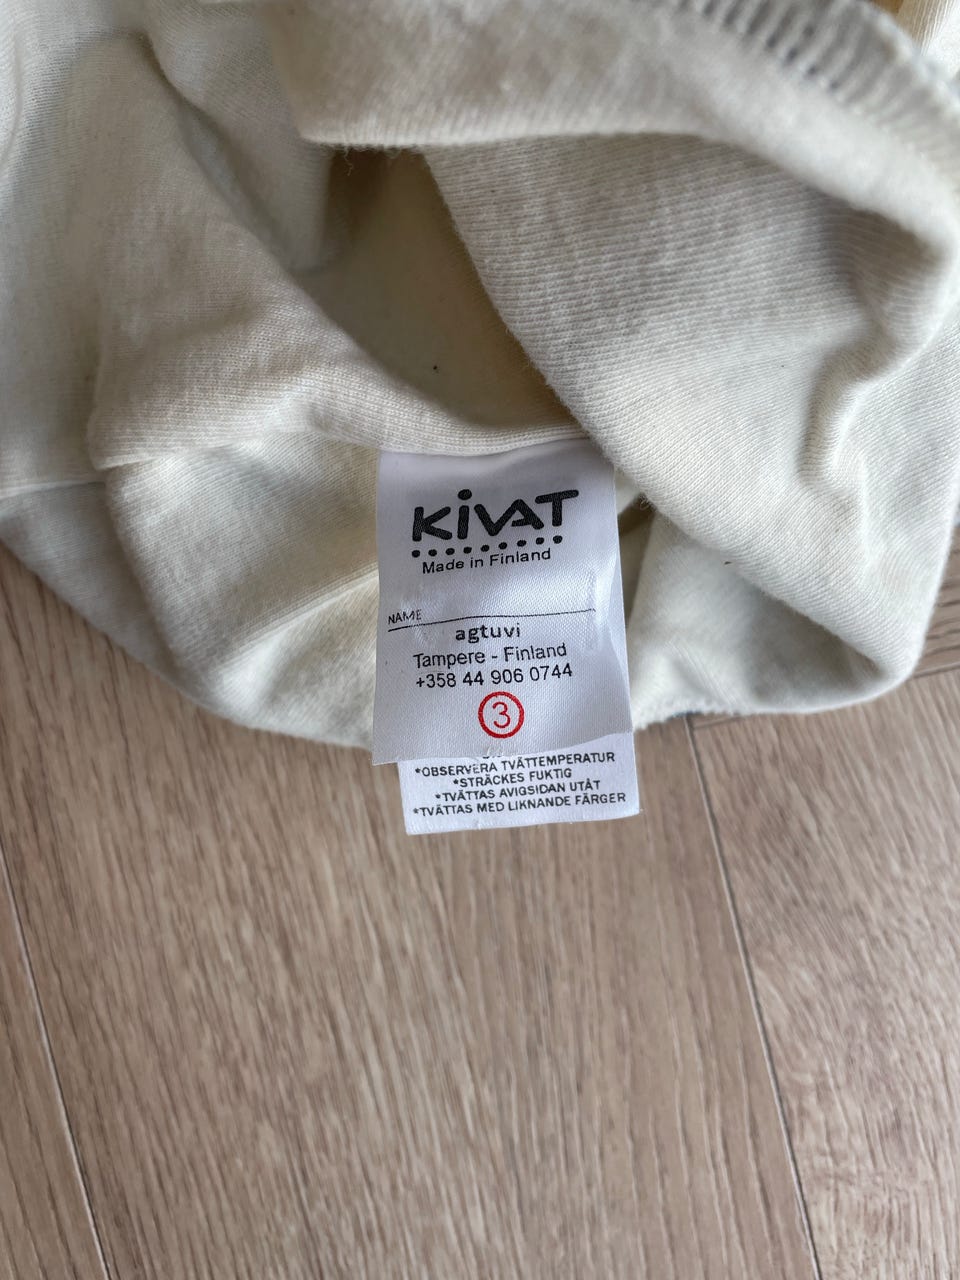 KIVAT
Made in Finland
NAME
agtuvi
Tampere - Finland
+358 44 906 0744
3
*OBSERVERA TVÄTTEMPERATUR
*STRÄCKES FUKTIG
*TVÄTTAS AVIGSIDAN UTÅT
*TVÄTTAS MED LIKNANDE FÄRGER